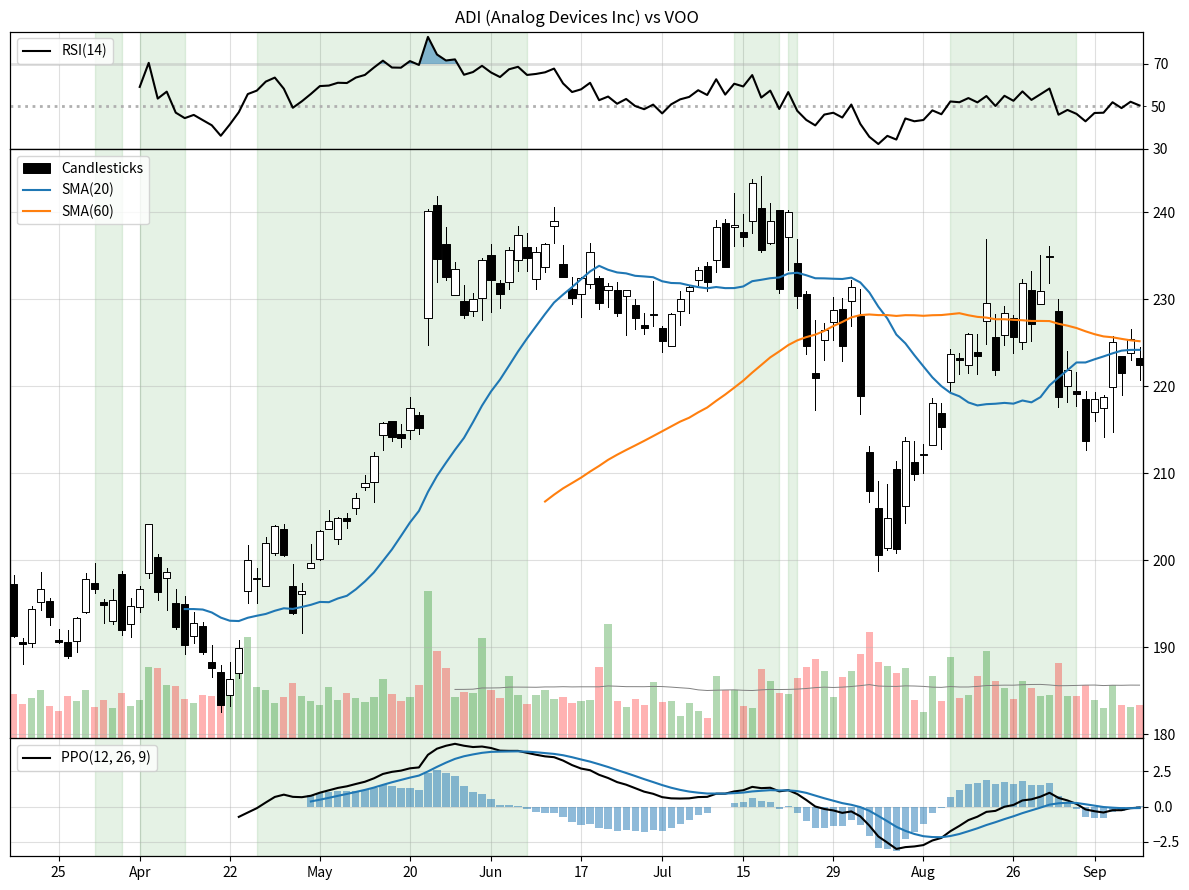 ADI (Analog Devices Inc) vs VOO
RSI(14)
70
50
30
Candlesticks
SMA(20)
SMA(60)
240
230
220
210
200
190
180
PPO(12, 26, 9)
2.5
0.0
−2.5
25 Apr 22 May 20 Jun 17 Jul 15 29 Aug 26 Sep